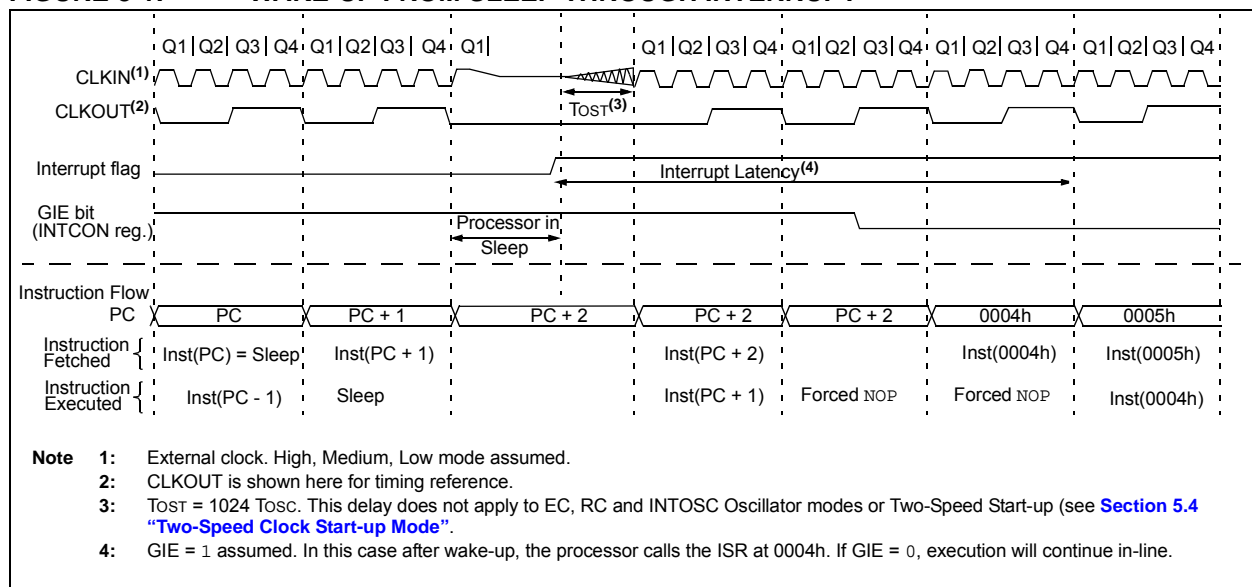 Q1 Q2 Q3 Q4 Q1 Q2 Q3 Q4 Q1 Q1 Q2 Q3 Q4 Q1 Q2 Q3 Q4 Q1 Q2 Q3 Q4 Q1 Q2 Q3 Q4
CLKIN(1)
CLKOUT(2)
TOST(3)
Interrupt flag
Interrupt Latency(4)
GIE bit
(INTCON reg.)
Processor in
Sleep
Instruction Flow
PC PC PC + 1 PC + 2 PC + 2 PC + 2 0004h 0005h
Instruction
Fetched
Inst(PC) = Sleep Inst(PC + 1) Inst(PC + 2) Inst(0004h) Inst(0005h)
Instruction
Executed
Inst(PC - 1) Sleep Inst(PC + 1) Forced NOP Forced NOP Inst(0004h)
Note 1: External clock. High, Medium, Low mode assumed.
2: CLKOUT is shown here for timing reference.
3: TOST = 1024 TOSC. This delay does not apply to EC, RC and INTOSC Oscillator modes or Two-Speed Start-up (see Section 5.4
“Two-Speed Clock Start-up Mode”.
4: GIE = 1 assumed. In this case after wake-up, the processor calls the ISR at 0004h. If GIE = 0, execution will continue in-line.